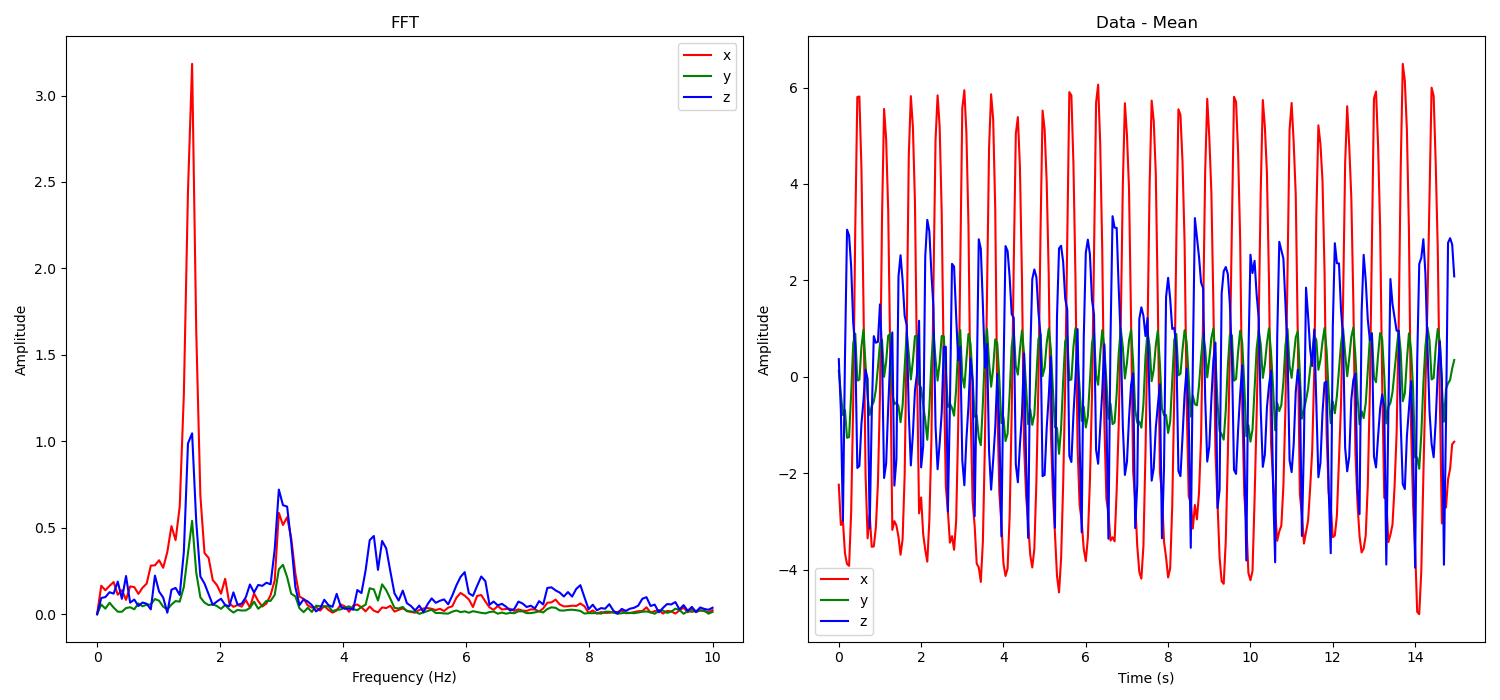 FFT
3.0
2.5
2.0
1.5
1.0
0.5
0.0
Amplitude
0 2 4 6 8 10
Frequency (Hz)
x
y
z
Data - Mean
6
4
2
0
−2
−4
Amplitude
0 2 4 6 8 10 12 14
Time (s)
x
y
z